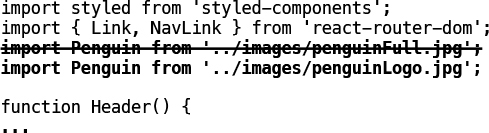 import styled from 'styled-components';
import { Link, NavLink } from 'react-router-dom';
import Penguin from '../images/penguinFull.jpg';
import Penguin from '../images/penguinLogo.jpg';
function Header() {
...